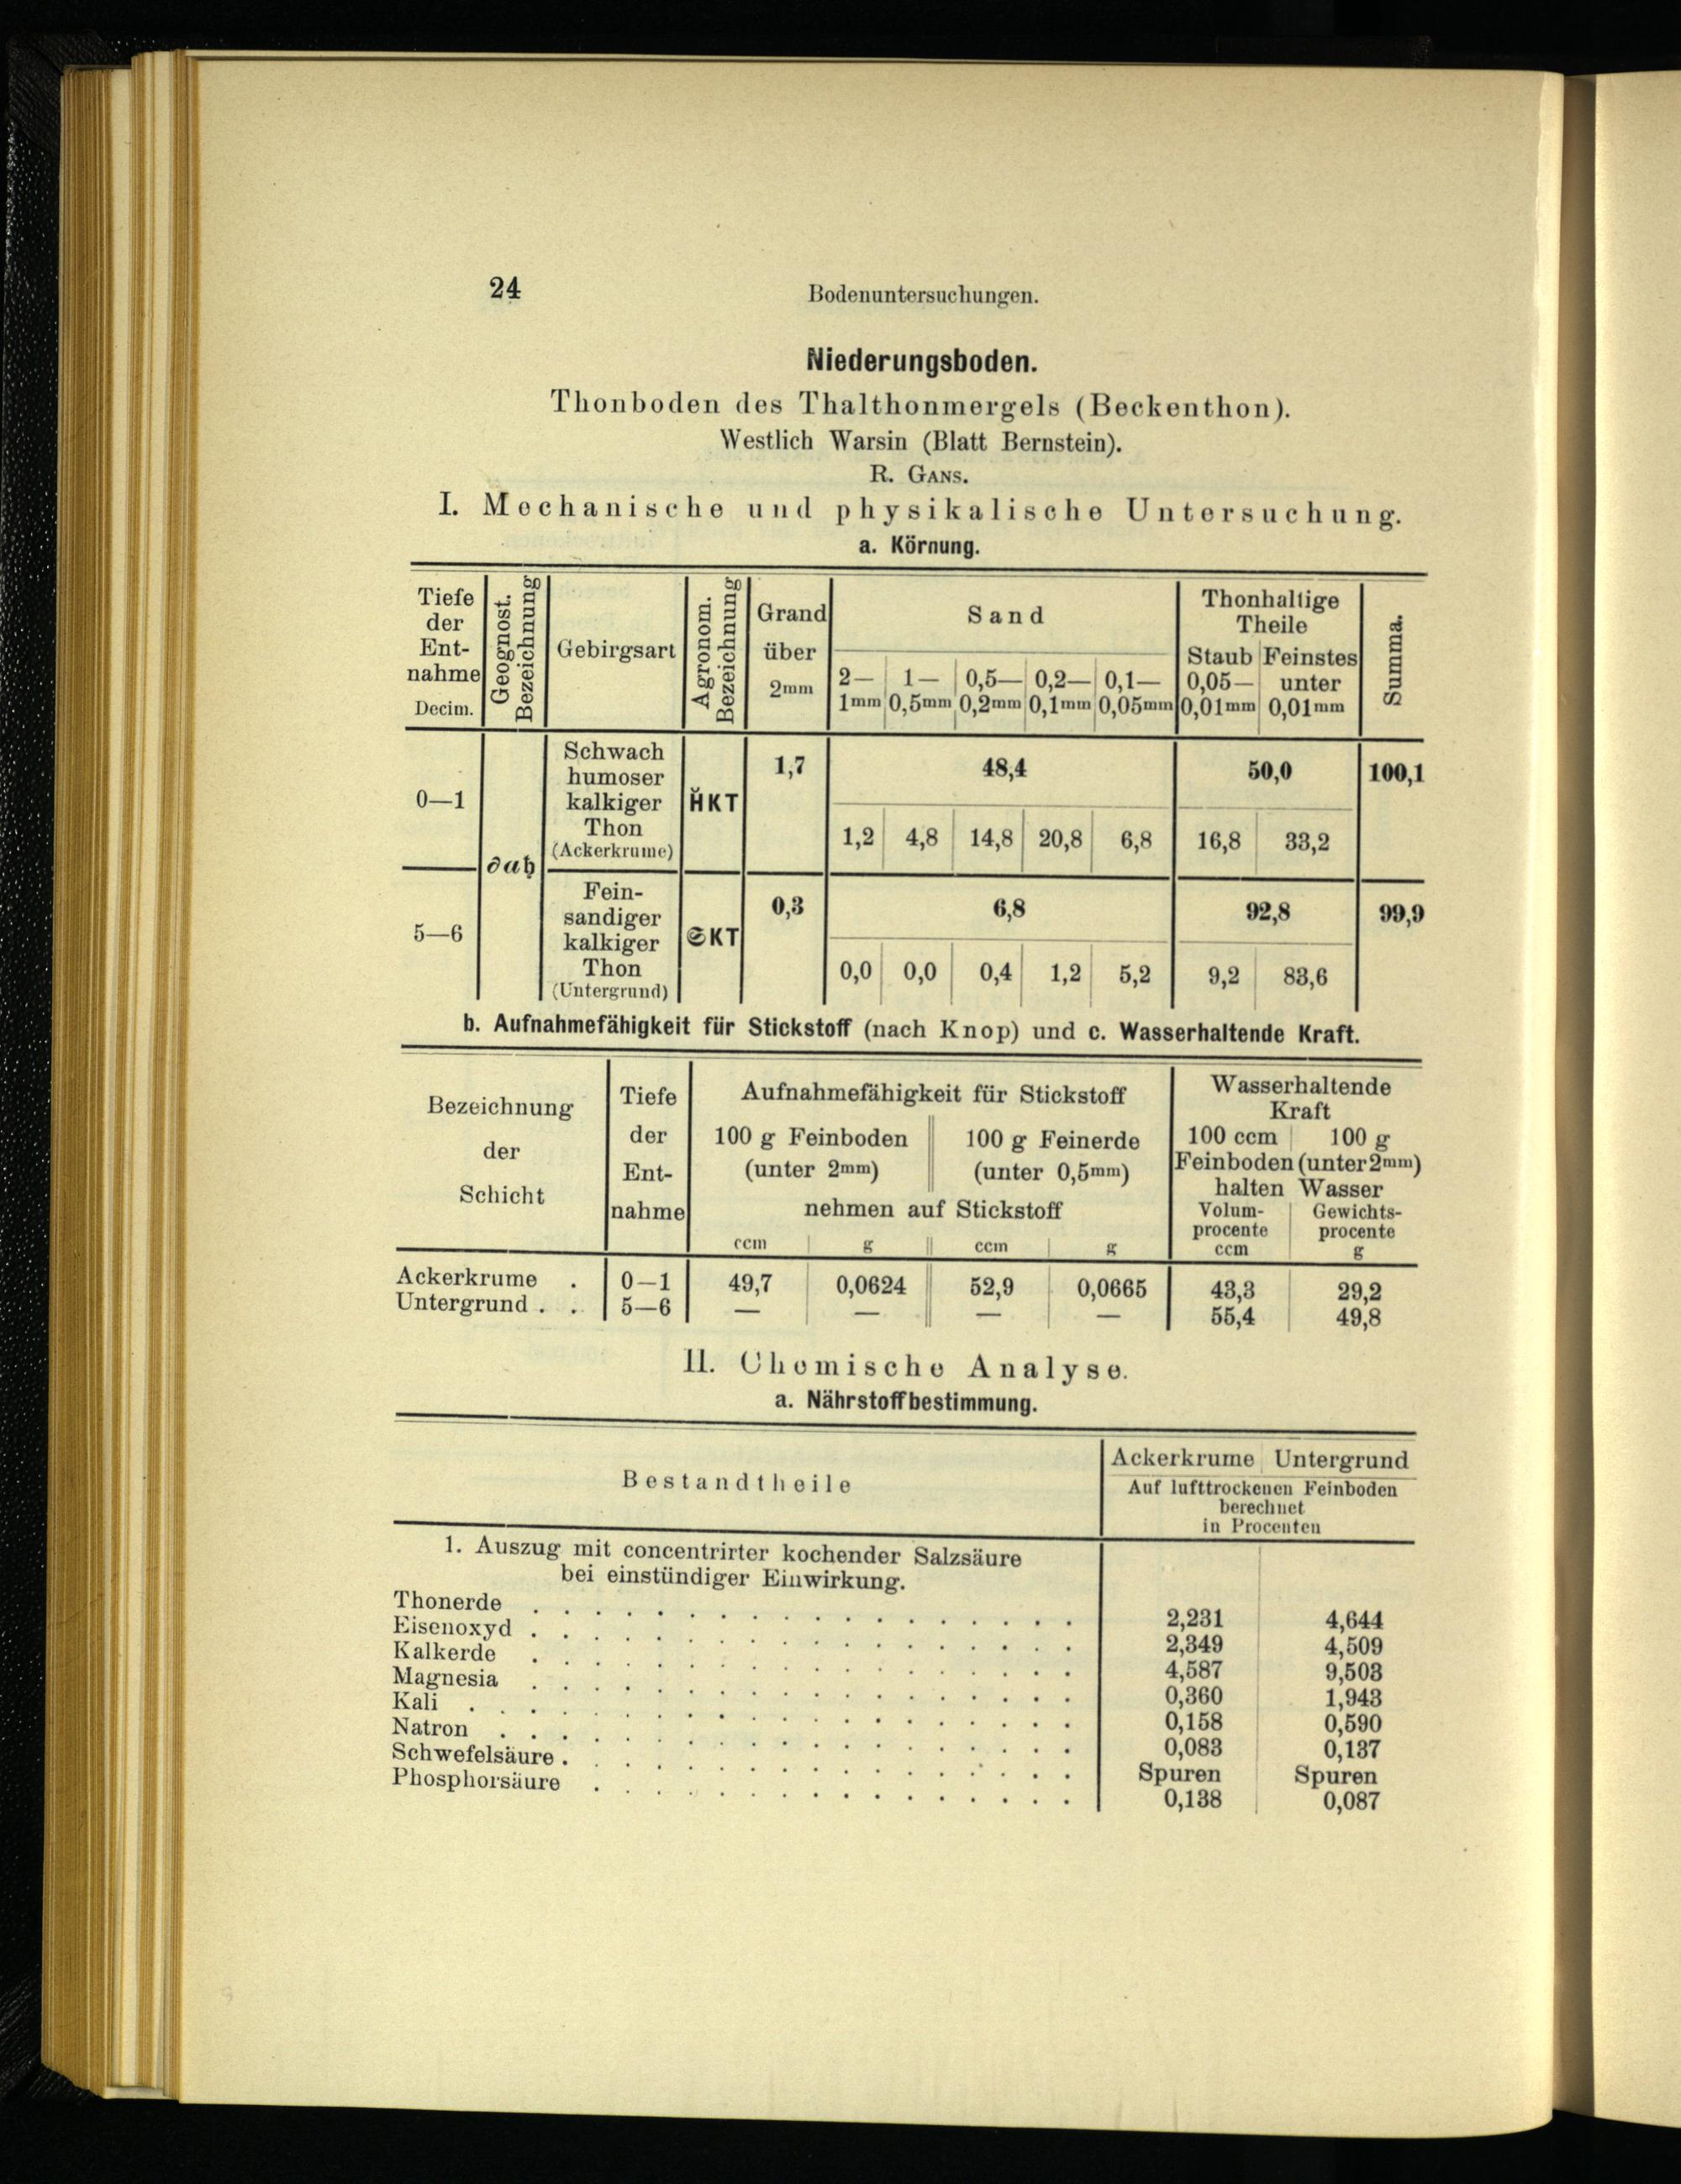 24
Bodenuntersuchungen.
Niederungsboden.
Thonboden des Thalthonmergels (Beckenthon).
Westlich Warsin (Blatt Bernstein).
R. Gans.
I. Mechanische und physikalische Untersuchung.
a. Körnung.
Tiefe der Ent- nahme Decim. | Geognost. Bezeichnung | Gebirgsart | Agronom. Bezeichnung | Grand über 2mm | Sand | Thonhaltige Theile | Summa.
2— 1mm | 1— 0,5mm | 0,5— 0,2mm | 0,2— 0,1mm | 0,1— 0,05mm | Staub 0,05— 0,01mm | Feinstes unter 0,01mm
0—1 | ∂ah | Schwach humoser kalkiger Thon (Ackerkrume) | H̆KT | 1,7 | 48,4 | 50,0 | 100,1
1,2 | 4,8 | 14,8 | 20,8 | 6,8 | 16,8 | 33,2
5—6 | Fein- sandiger kalkiger Thon (Untergrund) | ⊖KT | 0,3 | 6,8 | 92,8 | 99,9
0,0 | 0,0 | 0,4 | 1,2 | 5,2 | 9,2 | 83,6
b. Aufnahmefähigkeit für Stickstoff (nach Knop) und c. Wasserhaltende Kraft.
Bezeichnung der Schicht | Tiefe der Ent- nahme | Aufnahmefähigkeit für Stickstoff | Wasserhaltende Kraft
100 g Feinboden (unter 2mm) | 100 g Feinerde (unter 0,5mm) | 100 ccm | 100 g
nehmen auf Stickstoff | Feinboden (unter 2mm) halten Wasser
ccm | g | ccm | g | Volum- procente ccm | Gewichts- procente g
Ackerkrume . | 0—1 | 49,7 | 0,0624 | 52,9 | 0,0665 | 43,3 | 29,2
Untergrund . . | 5—6 | — | — | — | — | 55,4 | 49,8
II. Chemische Analyse.
a. Nährstoffbestimmung.
Bestandtheile | Ackerkrume | Untergrund
Auf lufttrockenen Feinboden
berechnet
in Procenten
1. Auszug mit concentrirter kochender Salzsäure
bei einstündiger Einwirkung.
Thonerde . . . | 2,231 | 4,644
Eisenoxyd . . . | 2,349 | 4,509
Kalkerde . . . | 4,587 | 9,503
Magnesia . . . | 0,360 | 1,943
Kali . . . | 0,158 | 0,590
Natron . . . | 0,083 | 0,137
Schwefelsäure . . . | Spuren | Spuren
Phosphorsäure . . . | 0,138 | 0,087